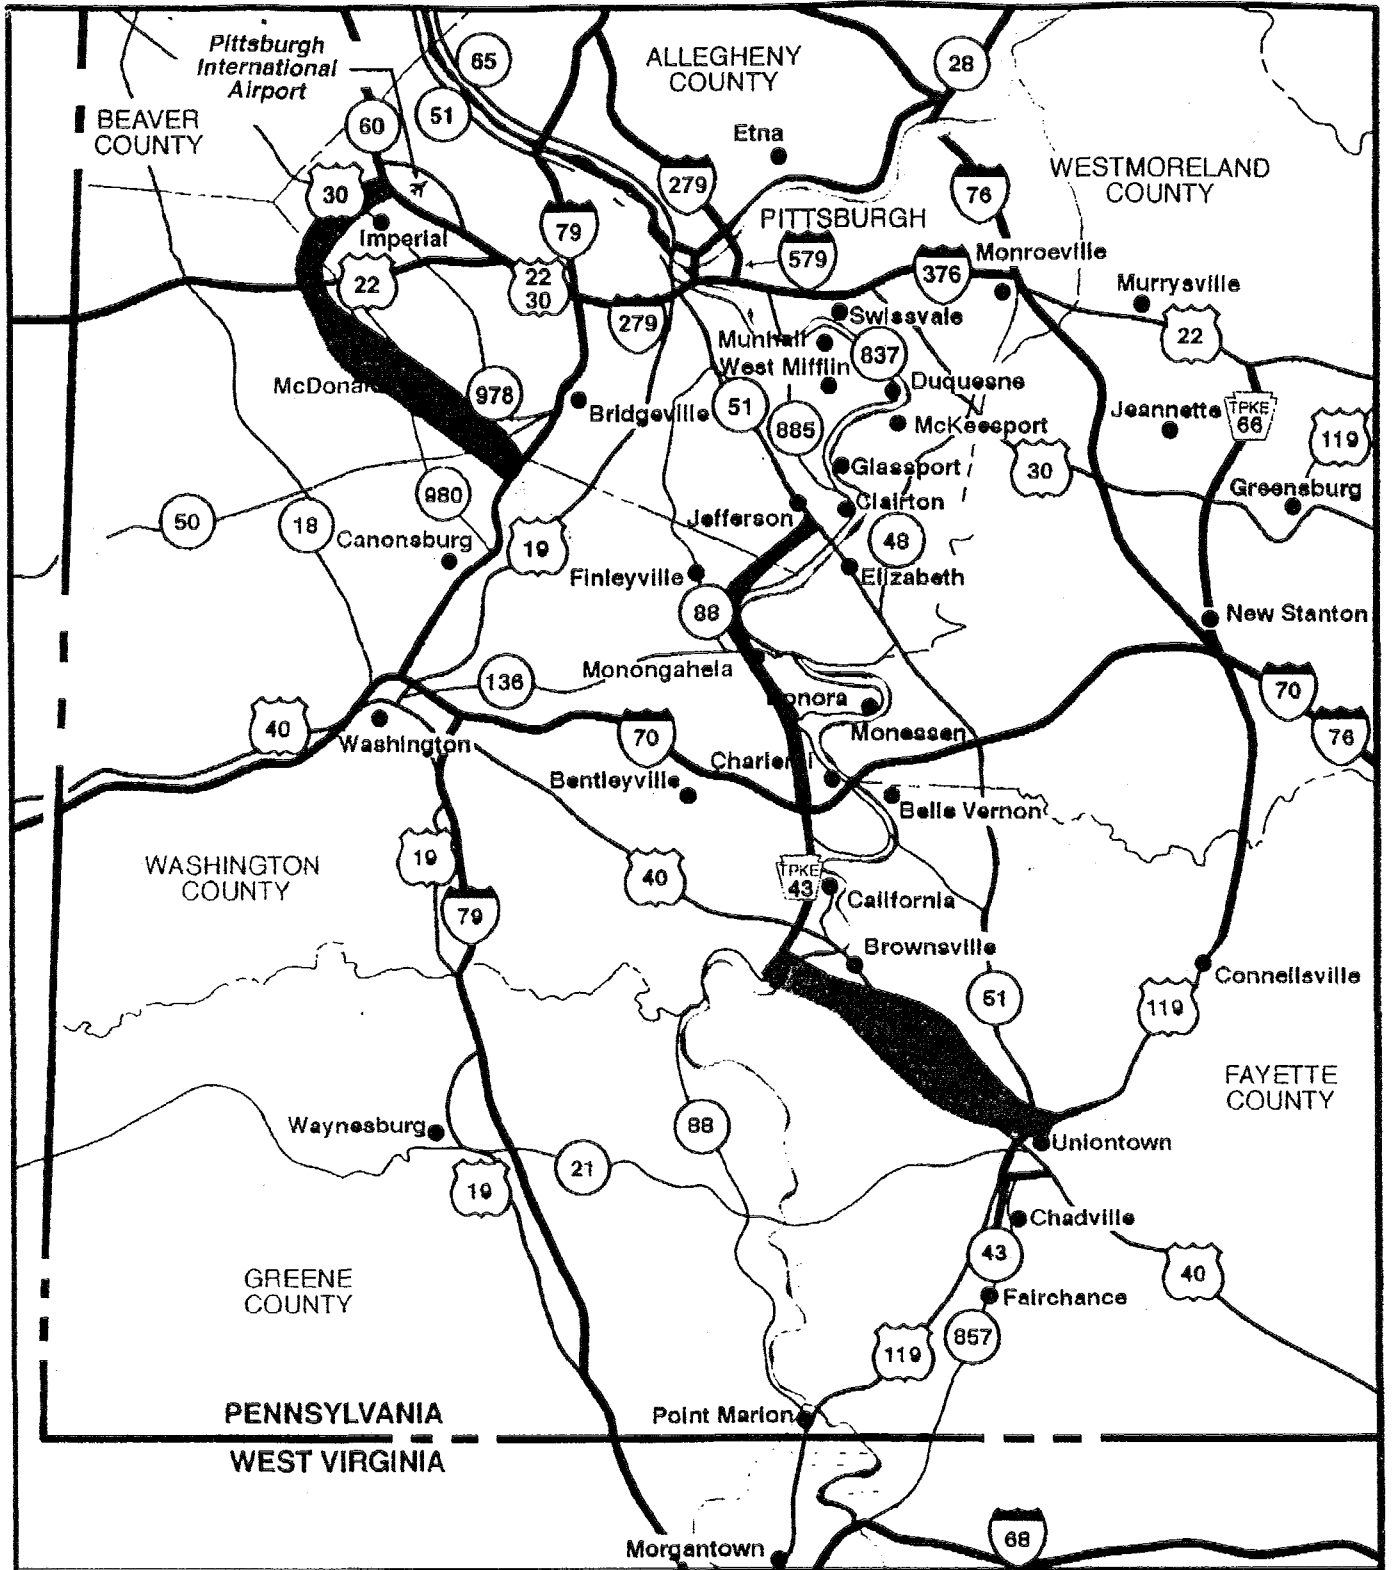 Pittsburgh
International
Airport
65
51
60
BEAVER
COUNTY
ALLEGHENY
COUNTY
28
Etna
279
76
WESTMORELAND
COUNTY
30
Imperial
79
PITTSBURGH
579
376
Monroeville
22
22
30
279
Murrysville
22
Swissvale
Munhall
837
West Mifflin
978
51
885
Duquesne
McKeesport
Bridgeville
Jeannette
TPKE
66
119
30
Glassport
Clairton
Greensburg
50
18
980
Canonsburg
19
Jefferson
48
Finleyville
Elizabeth
88
New Stanton
Monongahela
136
70
76
40
Washington
70
Monessen
Bentleyville
Belle Vernon
19
WASHINGTON
COUNTY
40
TPKE
43
California
79
Brownsville
51
Connellsville
119
FAYETTE
COUNTY
Waynesburg
88
21
19
Uniontown
Chadville
43
40
GREENE
COUNTY
Fairchance
857
119
PENNSYLVANIA
Point Marion
WEST VIRGINIA
68
Morgantown